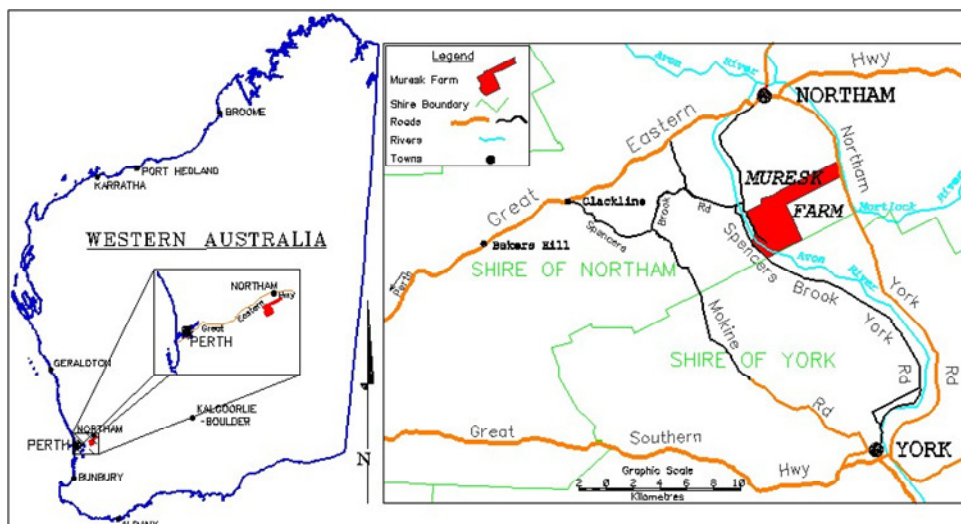 BROOME
PORT HEDLAND
KARRATHA
WESTERN AUSTRALIA
NORTHAM
Great Eastern Hwy
PERTH
GERALDTON
KALGOORLIE
-BOULDER
NORTHAM
PERTH
BUNBURY
ALBANY
N
Legend
Muresk Farm
Shire Boundary
Roads
Rivers
Towns
Avon River
Hwy
NORTHAM
Great Eastern
Northam
MURESK
FARM
Mortlock
River
Clackline
Spencers Brook Rd
Bakers Hill
Perth
SHIRE OF NORTHAM
Avon River
Spencers Brook York Rd
York Rd
Mokine Rd
SHIRE OF YORK
Great Southern Hwy
YORK
Graphic Scale
2 0 2 4 6 8 10
Kilometres